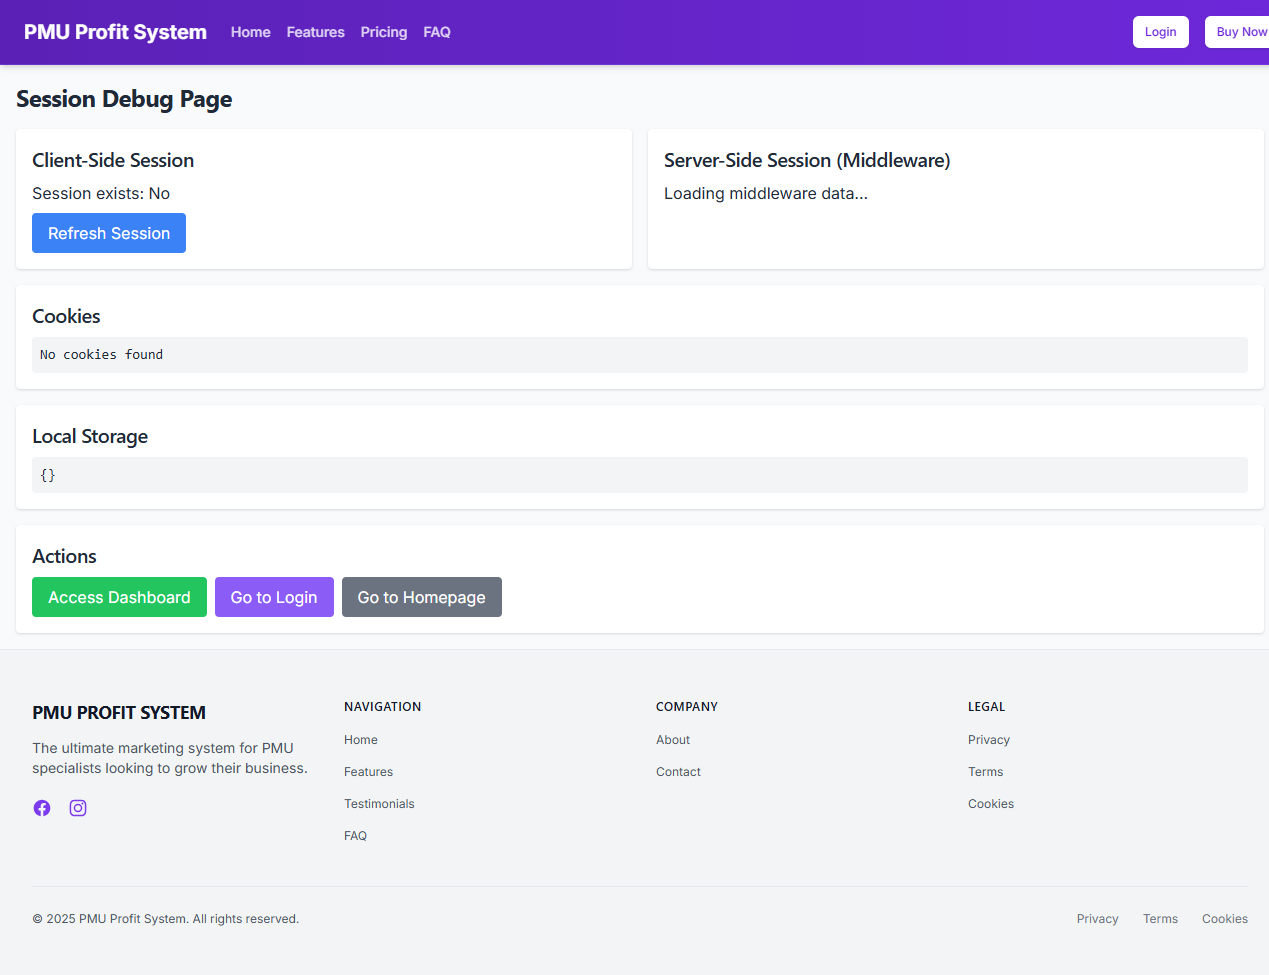 PMU Profit System
Home
Features
Pricing
FAQ
Login
Buy Now
Session Debug Page
Client-Side Session
Session exists: No
Refresh Session
Server-Side Session (Middleware)
Loading middleware data...
Cookies
No cookies found
Local Storage
{}
Actions
Access Dashboard
Go to Login
Go to Homepage
PMU PROFIT SYSTEM
The ultimate marketing system for PMU
specialists looking to grow their business.
NAVIGATION
Home
Features
Testimonials
FAQ
COMPANY
About
Contact
LEGAL
Privacy
Terms
Cookies
© 2025 PMU Profit System. All rights reserved.
Privacy
Terms
Cookies